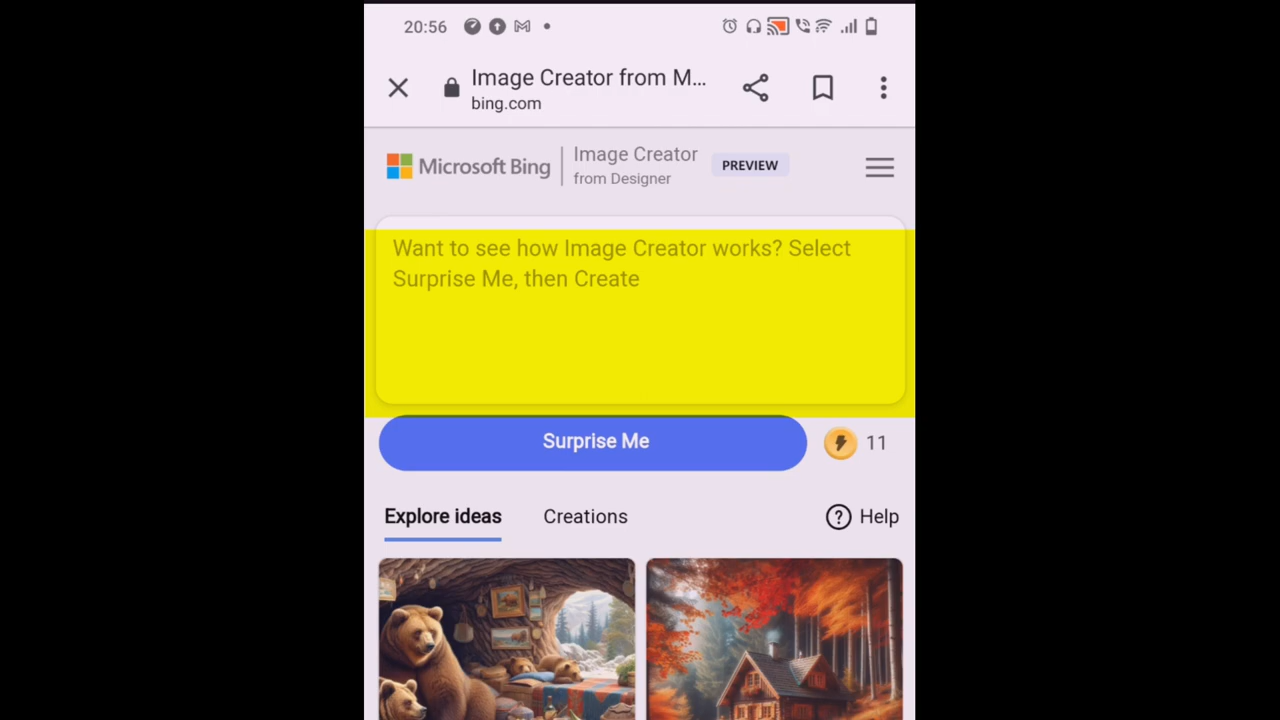 20:56
Image Creator from M...
bing.com
Microsoft Bing
Image Creator
from Designer
PREVIEW
Want to see how Image Creator works? Select
Surprise Me, then Create
Surprise Me
11
Explore ideas
Creations
Help